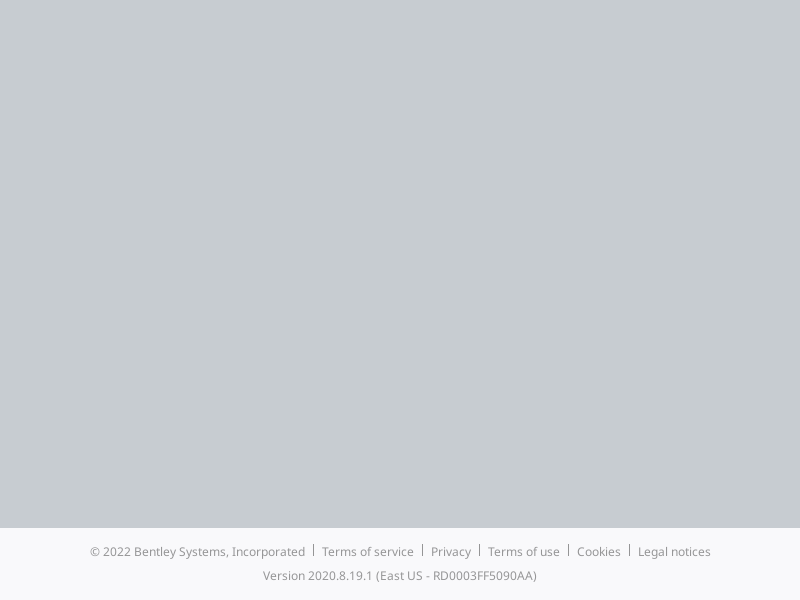 © 2022 Bentley Systems, Incorporated | Terms of service | Privacy | Terms of use | Cookies | Legal notices
Version 2020.8.19.1 (East US - RD0003FF5090AA)